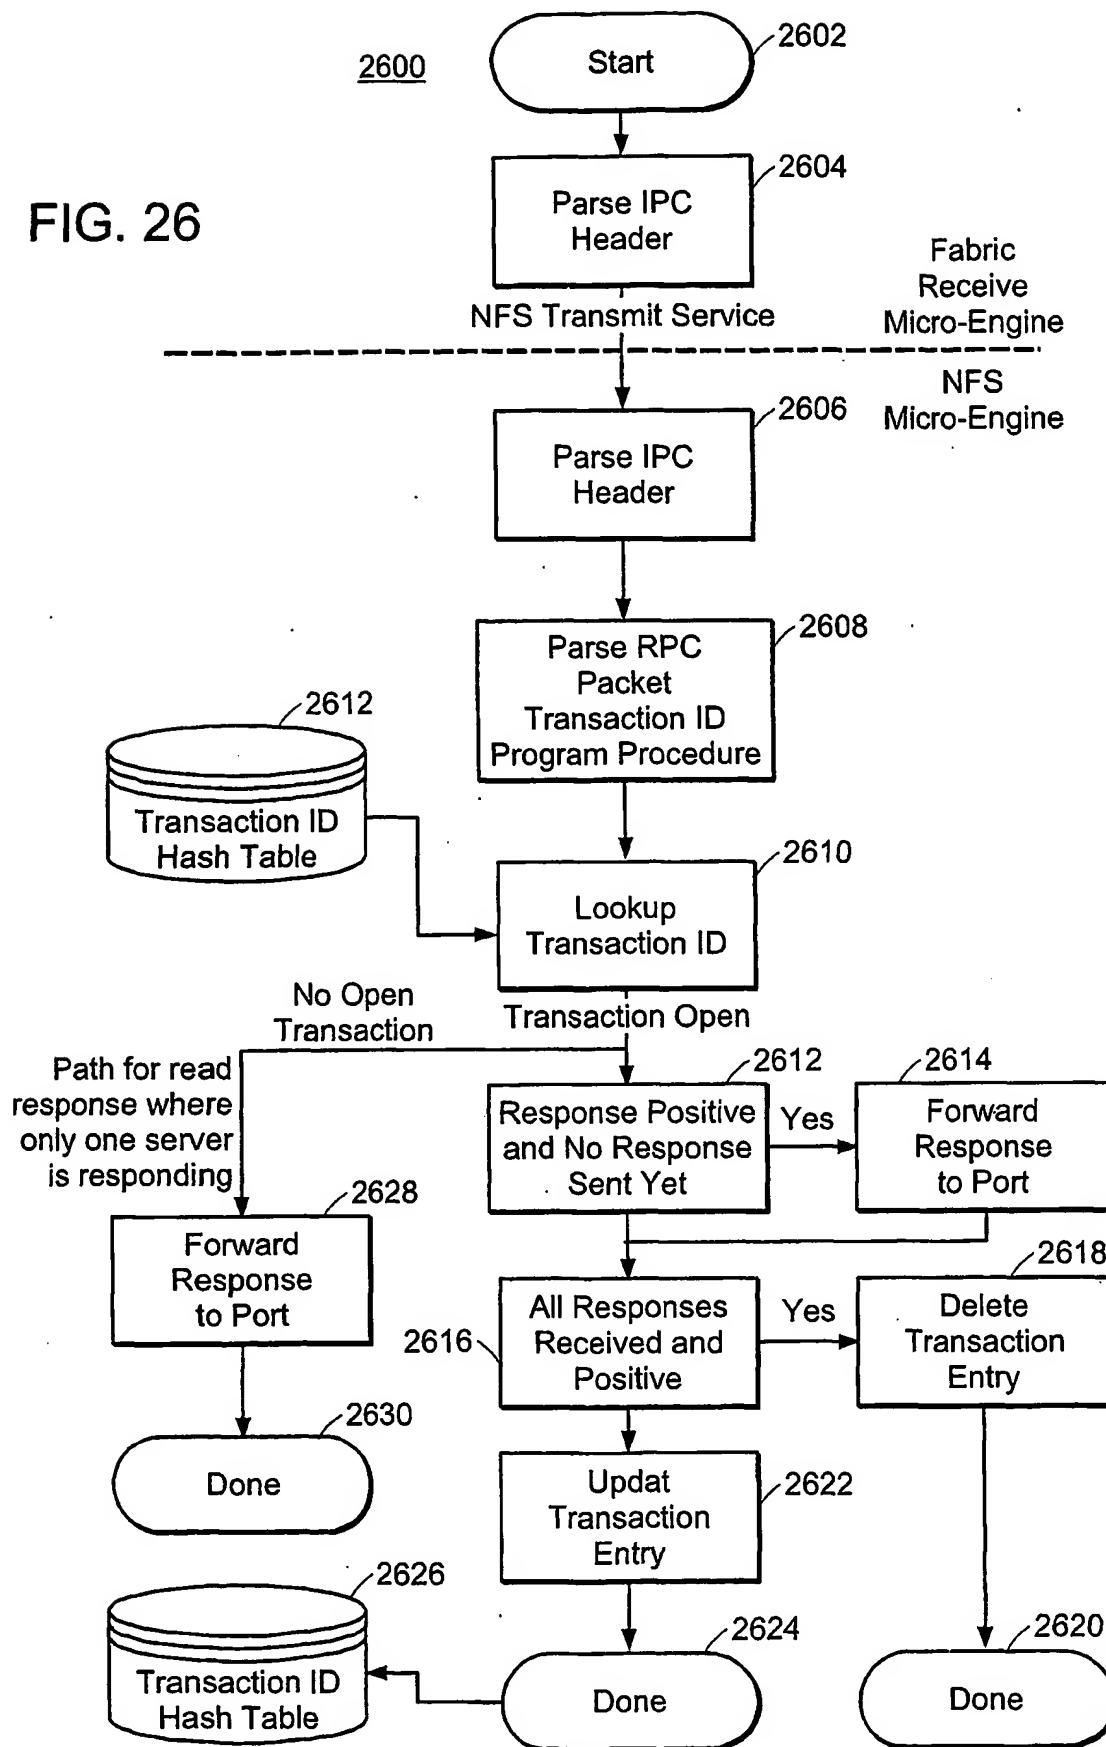 2602
Start
2600
2604
Parse IPC
Header
FIG. 26
Fabric
Receive
Micro-Engine
NFS Transmit Service
NFS
Micro-Engine
2606
Parse IPC
Header
2608
Parse RPC
Packet
Transaction ID
Program Procedure
2612
Transaction ID
Hash Table
2610
Lookup
Transaction ID
No Open
Transaction
Transaction Open
Path for read
response where
only one server
is responding
2612
Response Positive
and No Response
Sent Yet
Yes
2614
Forward
Response
to Port
2628
Forward
Response
to Port
2616
All Responses
Received and
Positive
Yes
2618
Delete
Transaction
Entry
2630
Done
2622
Updat
Transaction
Entry
2626
Transaction ID
Hash Table
2624
Done
2620
Done